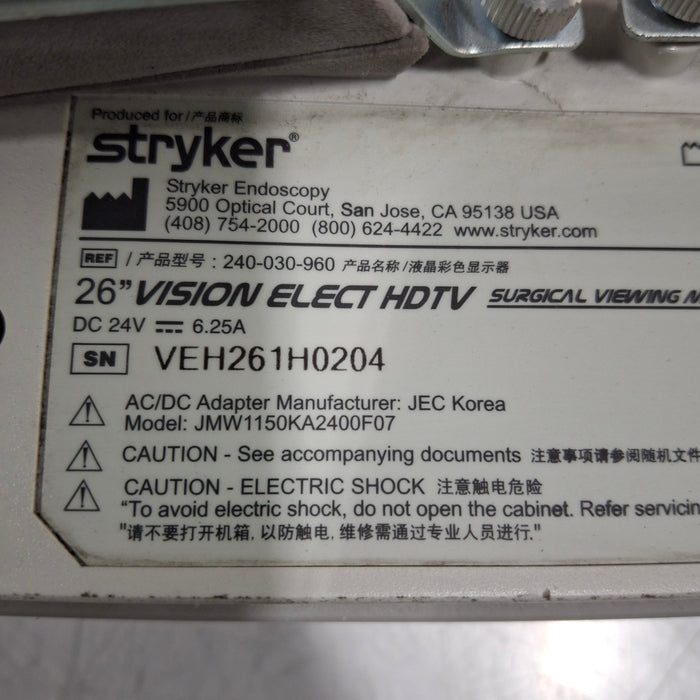 Produced for/产品商标
stryker®
Stryker Endoscopy
5900 Optical Court, San Jose, CA 95138 USA
(408) 754-2000 (800) 624-4422 www.stryker.com
REF / 产品型号 : 240-030-960 产品名称/液晶彩色显示器
26" VISION ELECT HDTV SURGICAL VIEWING
DC 24V ⎓ 6.25A
SN VEH261H0204
AC/DC Adapter Manufacturer: JEC Korea
Model: JMW1150KA2400F07
CAUTION - See accompanying documents 注意事项请参阅随机文件
CAUTION - ELECTRIC SHOCK 注意触电危险
“To avoid electric shock, do not open the cabinet. Refer
"请不要打开机箱, 以防触电, 维修需通过专业人员进行."